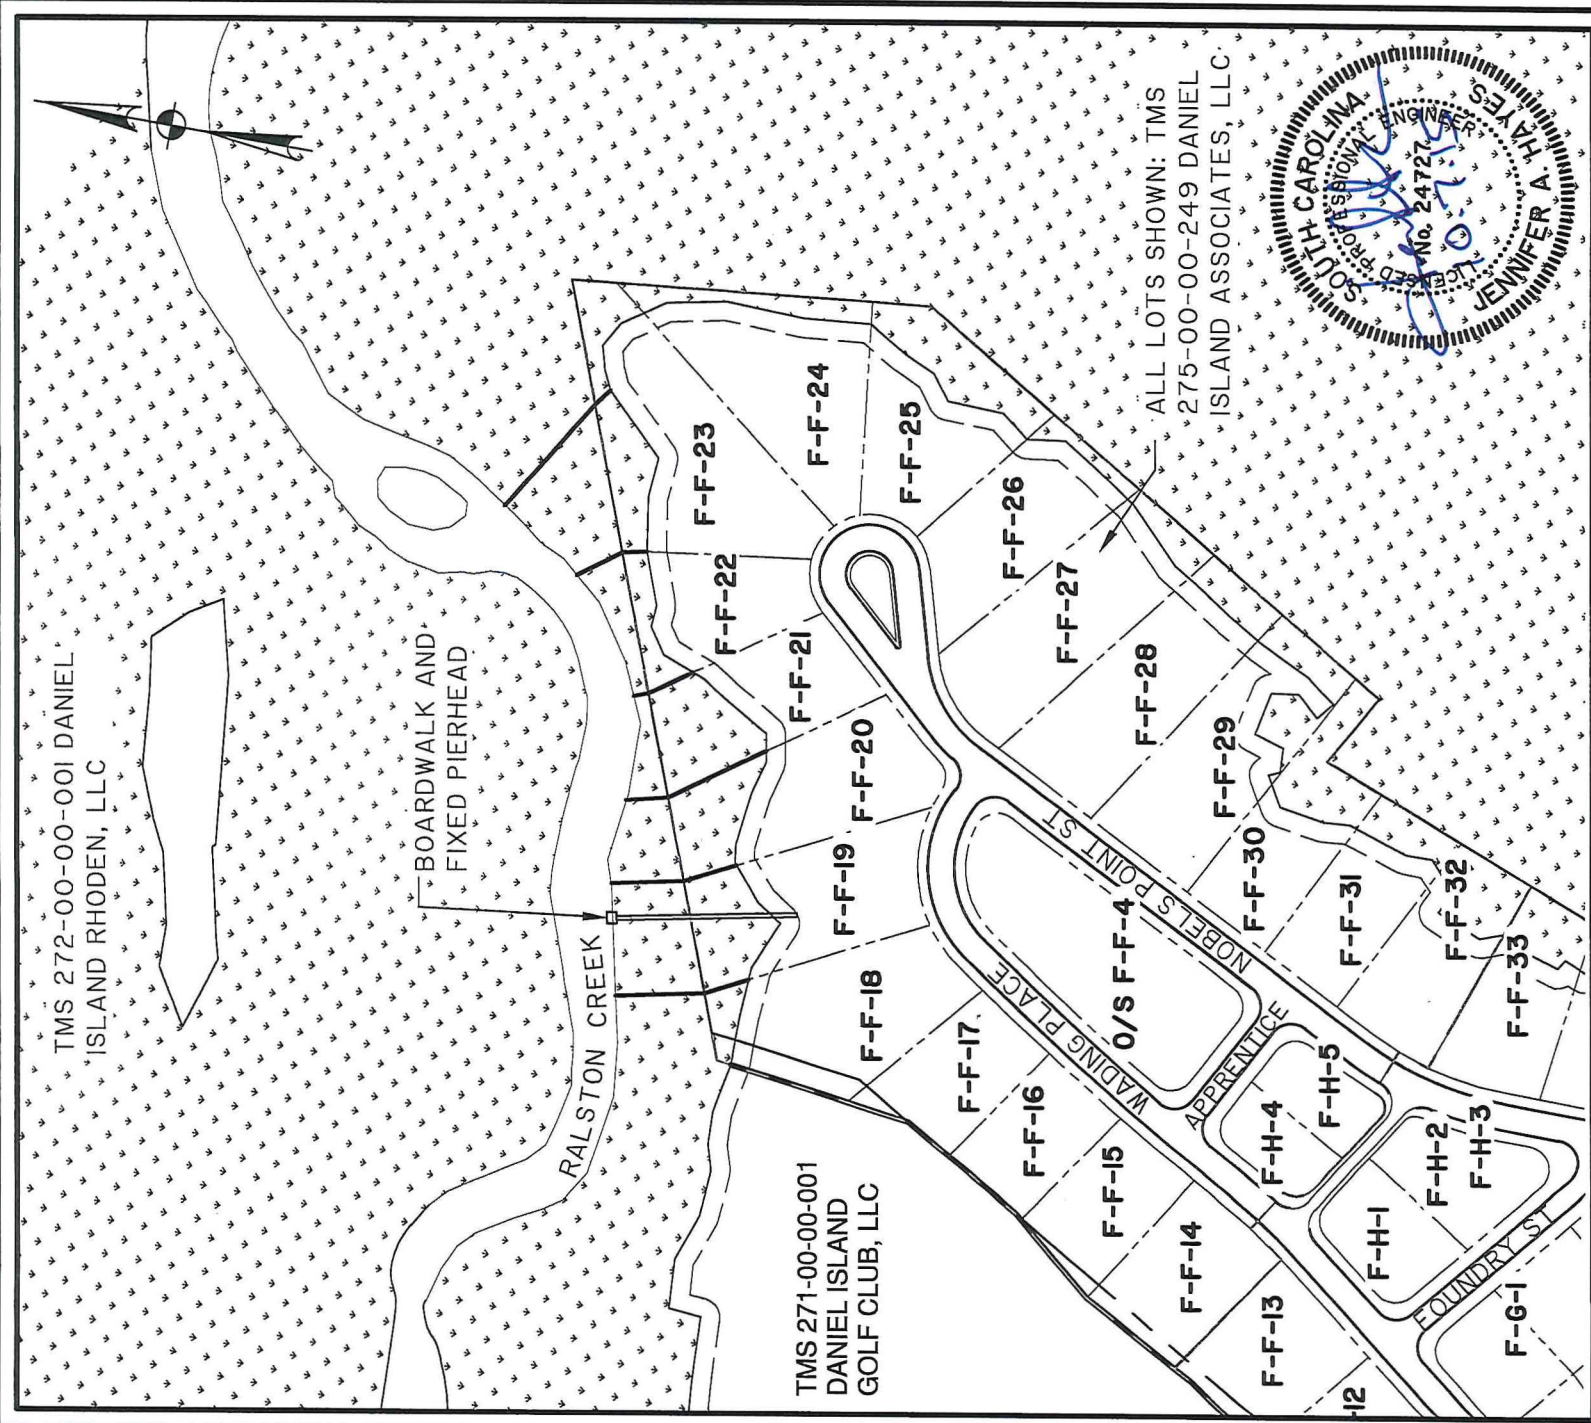 TMS 272-00-00-001 DANIEL
ISLAND RHODEN, LLC
BOARDWALK AND
FIXED PIERHEAD
RALSTON CREEK
TMS 271-00-00-001
DANIEL ISLAND
GOLF CLUB, LLC
ALL LOTS SHOWN: TMS
275-00-00-249 DANIEL
ISLAND ASSOCIATES, LLC
SOUTH CAROLINA
LICENSED PROFESSIONAL ENGINEER
No. 24727
10.2.15
JENNIFER A. HAYES
F-F-23
F-F-24
F-F-22
F-F-25
F-F-21
F-F-26
F-F-20
F-F-27
F-F-19
F-F-28
F-F-18
F-F-29
F-F-17
F-F-30
F-F-16
F-F-31
F-F-15
F-F-32
F-F-14
F-F-33
F-F-13
-12
O/S F-F-4
WADING PLACE
NOBELS POINT ST
APPRENTICE
F-H-4
F-H-5
F-H-1
F-H-2
F-H-3
FOUNDRY ST
F-G-1